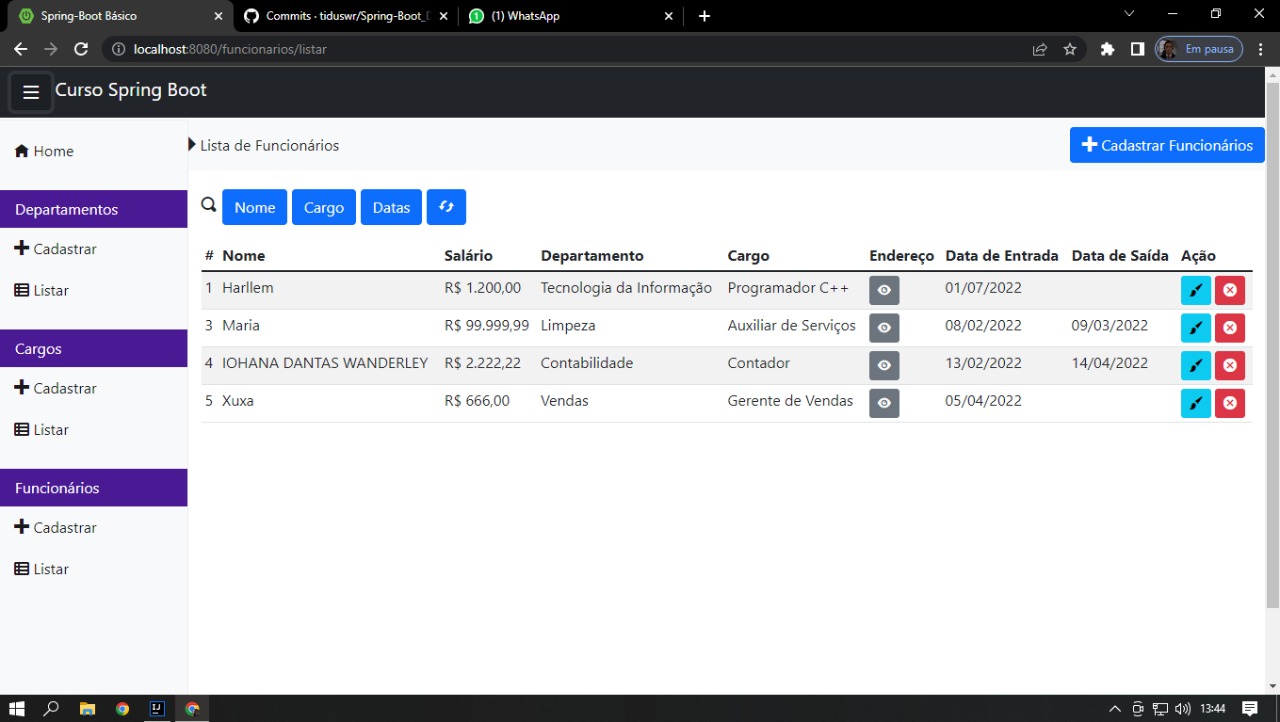 Spring-Boot Básico
Commits · tiduswr/Spring-Boot_D
(1) WhatsApp
localhost:8080/funcionarios/listar
Em pausa
Curso Spring Boot
Home
Lista de Funcionários
Cadastrar Funcionários
Departamentos
Nome Cargo Datas
Cadastrar
Listar
Cargos
Cadastrar
Listar
Funcionários
Cadastrar
Listar
# Nome Salário Departamento Cargo Endereço Data de Entrada Data de Saída Ação
1 Harllem R$ 1.200,00 Tecnologia da Informação Programador C++ 01/07/2022
3 Maria R$ 99.999,99 Limpeza Auxiliar de Serviços 08/02/2022 09/03/2022
4 IOHANA DANTAS WANDERLEY R$ 2.222,22 Contabilidade Contador 13/02/2022 14/04/2022
5 Xuxa R$ 666,00 Vendas Gerente de Vendas 05/04/2022
IJ
13:44